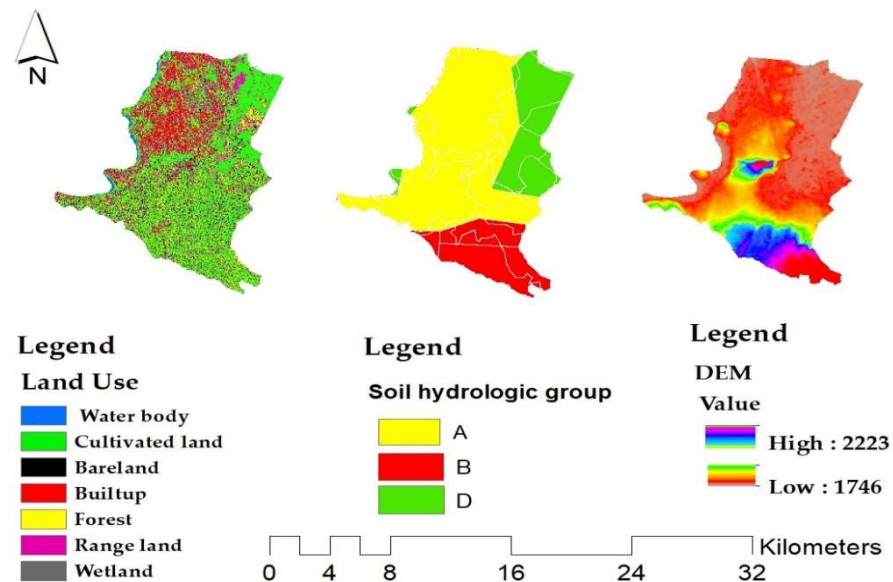 N
Legend
Land Use
Water body
Cultivated land
Bareland
Builtup
Forest
Range land
Wetland
Legend
Soil hydrologic group
A
B
D
Legend
DEM
Value
High : 2223
Low : 1746
Kilometers
0 4 8 16 24 32